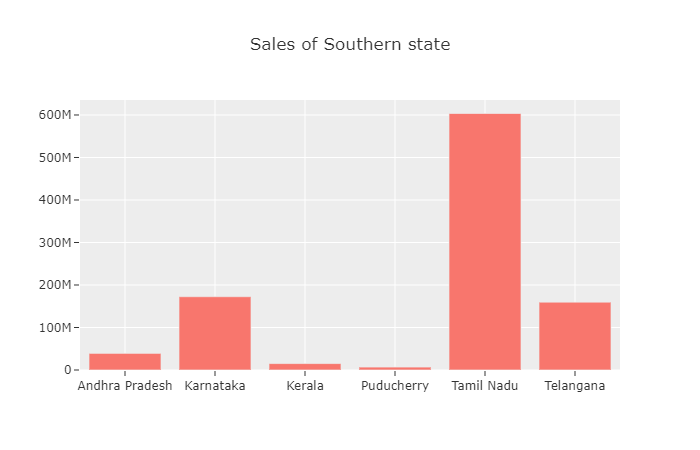 Sales of Southern state
600M
500M
400M
300M
200M
100M
0
Andhra Pradesh Karnataka Kerala Puducherry Tamil Nadu Telangana